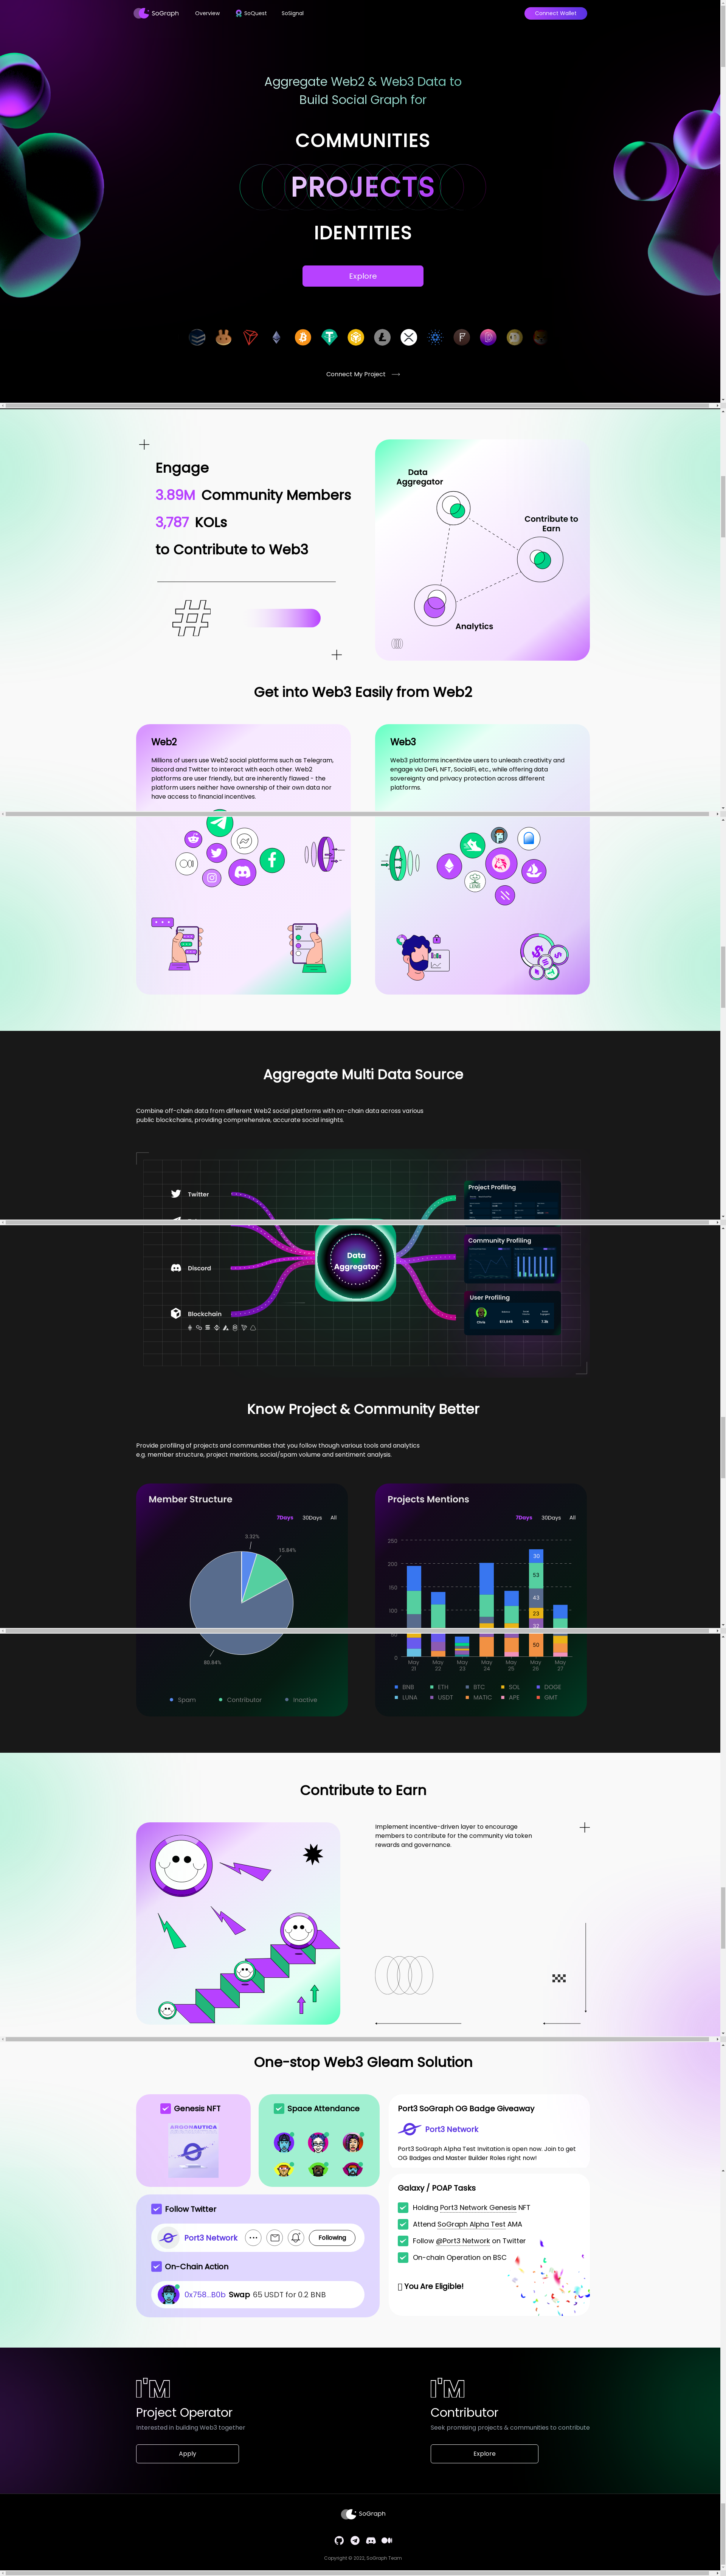 SoGraph
Overview
SoQuest
SoSignal
Connect Wallet
Aggregate Web2 & Web3 Data to
Build Social Graph for
COMMUNITIES
PROJECTS
IDENTITIES
Explore
Connect My Project
Engage
3.89M Community Members
3,787 KOLs
to Contribute to Web3
Data
Aggregator
Contribute to
Earn
Analytics
Get into Web3 Easily from Web2
Web2
Millions of users use Web2 social platforms such as Telegram,
Discord and Twitter to interact with each other. Web2
platforms are user friendly, but are inherently flawed - the
platform users neither have ownership of their own data nor
have access to financial incentives.
Web3
Web3 platforms incentivize users to unleash creativity and
engage via DeFi, NFT, SocialFi, etc., while offering data
sovereignty and privacy protection across different
platforms.
Aggregate Multi Data Source
Combine off-chain data from different Web2 social platforms with on-chain data across various
public blockchains, providing comprehensive, accurate social insights.
Twitter
Discord
Blockchain
Data
Aggregator
Project Profiling
Community Profiling
User Profiling
Know Project & Community Better
Provide profiling of projects and communities that you follow though various tools and analytics
e.g. member structure, project mentions, social/spam volume and sentiment analysis.
Member Structure
7Days 30Days All
3.32%
15.84%
80.84%
Spam Contributor Inactive
Projects Mentions
7Days 30Days All
250
200
150
100
50
0
30
53
43
23
33
50
May May May May May May May
21 22 23 24 25 26 27
BNB ETH BTC SOL DOGE
LUNA USDT MATIC APE GMT
Contribute to Earn
Implement incentive-driven layer to encourage
members to contribute for the community via token
rewards and governance.
One-stop Web3 Gleam Solution
Genesis NFT
ARGONAUTICA
Space Attendance
Follow Twitter
Port3 Network
Following
On-Chain Action
0x758...B0b Swap 65 USDT for 0.2 BNB
Port3 SoGraph OG Badge Giveaway
Port3 Network
Port3 SoGraph Alpha Test Invitation is open now. Join to get
OG Badges and Master Builder Roles right now!
Galaxy / POAP Tasks
Holding Port3 Network Genesis NFT
Attend SoGraph Alpha Test AMA
Follow @Port3 Network on Twitter
On-chain Operation on BSC
You Are Eligible!
I'M
Project Operator
Interested in building Web3 together
Apply
I'M
Contributor
Seek promising projects & communities to contribute
Explore
SoGraph
Copyright © 2022, SoGraph Team